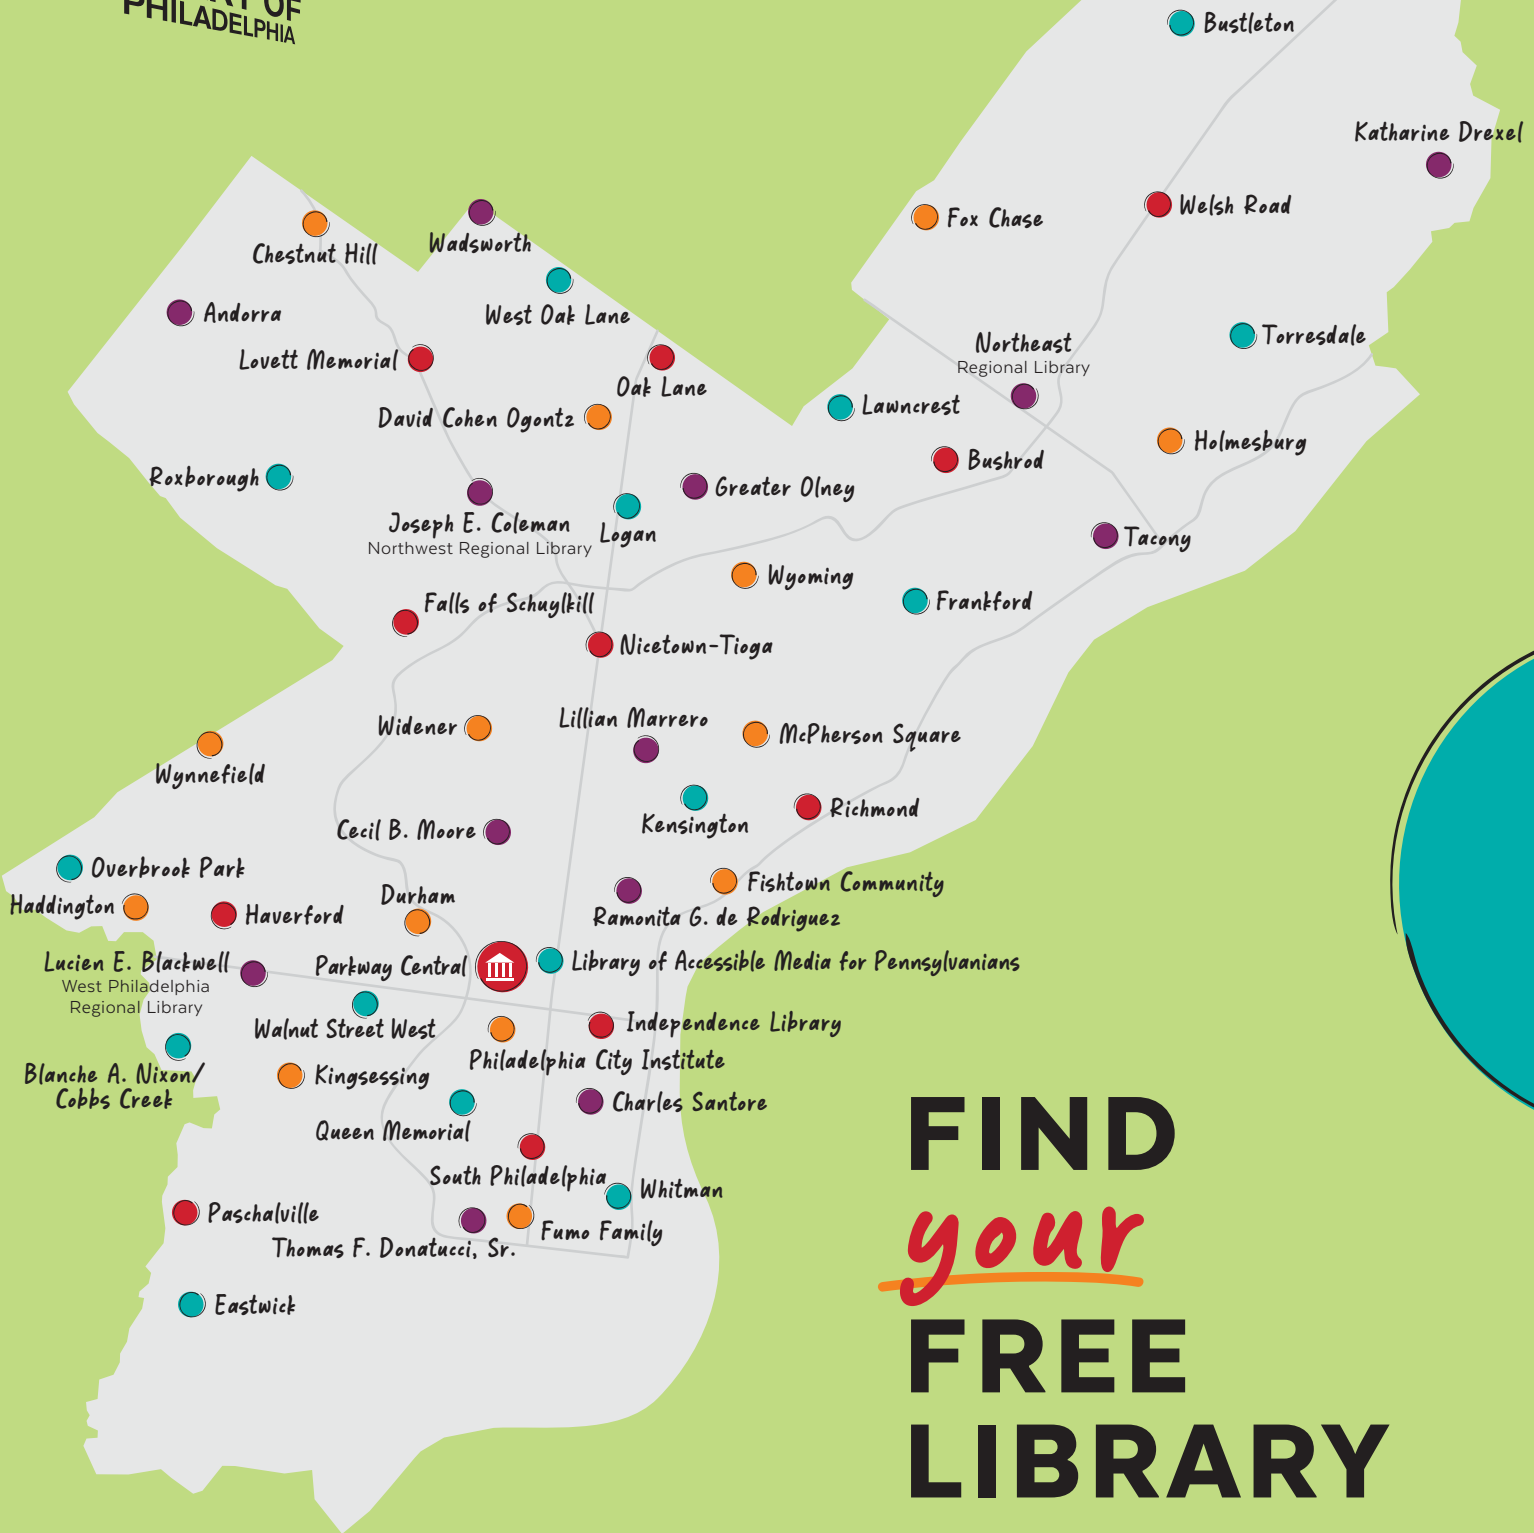 PHILADELPHIA
Bustleton
Katharine Drexel
Welsh Road
Fox Chase
Wadsworth
Chestnut Hill
West Oak Lane
Andorra
Torresdale
Northeast
Regional Library
Lovett Memorial
Oak Lane
Lawncrest
David Cohen Ogontz
Holmesburg
Bushrod
Roxborough
Greater Olney
Joseph E. Coleman
Northwest Regional Library
Logan
Tacony
Wyoming
Frankford
Falls of Schuylkill
Nicetown-Tioga
Lillian Marrero
Widener
McPherson Square
Wynnefield
Richmond
Kensington
Cecil B. Moore
Overbrook Park
Fishtown Community
Durham
Haddington
Haverford
Ramonita G. de Rodriguez
Lucien E. Blackwell
West Philadelphia
Regional Library
Parkway Central
Library of Accessible Media for Pennsylvanians
Walnut Street West
Independence Library
Philadelphia City Institute
Blanche A. Nixon/
Cobbs Creek
Kingsessing
Charles Santore
Queen Memorial
South Philadelphia
Whitman
Paschalville
Fumo Family
Thomas F. Donatucci, Sr.
Eastwick
FIND
your
FREE
LIBRARY